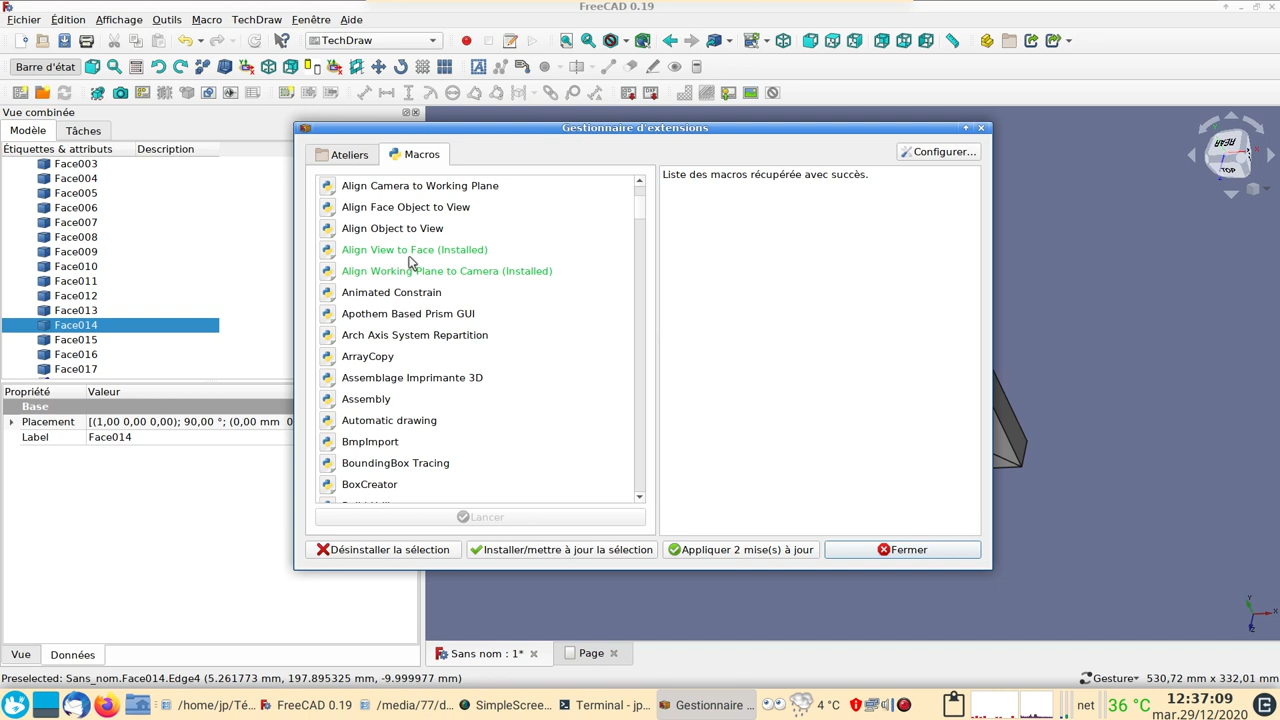 FreeCAD 0.19
Fichier Édition Affichage Outils Macro TechDraw Fenêtre Aide
TechDraw
Barre d'état
Vue combinée
Modèle Tâches
Étiquettes & attributs Description
Face003
Face004
Face005
Face006
Face007
Face008
Face009
Face010
Face011
Face012
Face013
Face014
Face015
Face016
Face017
Propriété Valeur
Base
Placement [(1,00 0,00 0,00); 90,00 °; (0,00 mm 0
Label Face014
Vue Données
Gestionnaire d'extensions
Ateliers Macros Configurer...
Align Camera to Working Plane
Align Face Object to View
Align Object to View
Align View to Face (Installed)
Align Working Plane to Camera (Installed)
Animated Constrain
Apothem Based Prism GUI
Arch Axis System Repartition
ArrayCopy
Assemblage Imprimante 3D
Assembly
Automatic drawing
BmpImport
BoundingBox Tracing
BoxCreator
Lancer
Liste des macros récupérée avec succès.
Désinstaller la sélection Installer/mettre à jour la sélection Appliquer 2 mise(s) à jour Fermer
REAR
TOP
Y
X
Z
Sans nom : 1* Page
Preselected: Sans_nom.Face014.Edge4 (5.261773 mm, 197.895325 mm, -9.999977 mm) Gesture 530,72 mm x 332,01 mm
/home/jp/Té... FreeCAD 0.19 /media/77/d... SimpleScree... Terminal - jp... Gestionnaire ... 4 °C net 36 °C 12:37:09
mar.29/12/2020